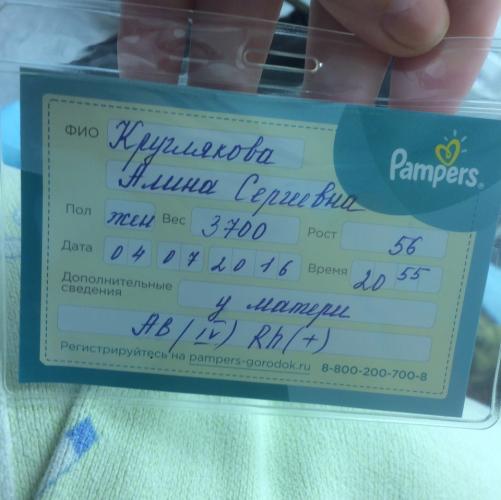 ФИО Круглякова
Алина Сергеевна
Pampers.
Пол жен Вес 3700 Рост 56
Дата 04 07 2016 Время 20 55
Дополнительные сведения у матери
АВ (IV) Rh (+)
Регистрируйтесь на pampers-gorodok.ru 8-800-200-700-8